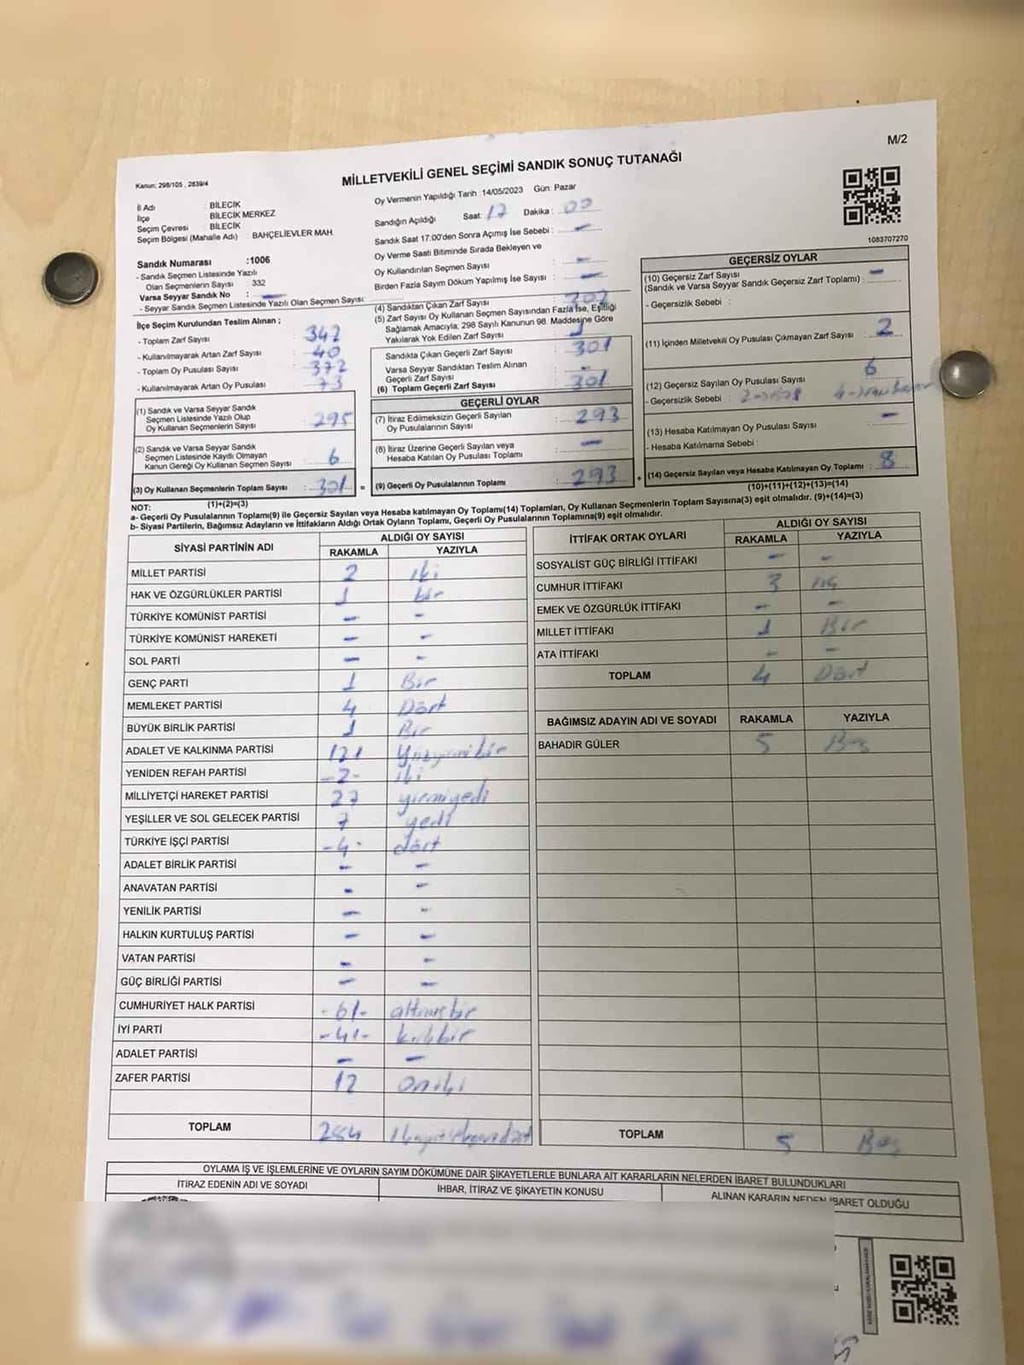 M/2
MİLLETVEKİLİ GENEL SEÇİMİ SANDIK SONUÇ TUTANAĞI
Kanun: 298/105 , 2839/4
İl Adı : BİLECİK
İlçe BİLECİK MERKEZ
Seçim Çevresi : BİLECİK
Seçim Bölgesi (Mahalle Adı) : BAHÇELİEVLER MAH.
Sandık Numarası :1006
- Sandık Seçmen Listesinde Yazılı
Olan Seçmenlerin Sayısı : 332
Varsa Seyyar Sandık No : -
- Seyyar Sandık Seçmen Listesinde Yazılı Olan Seçmen Sayısı:
Oy Vermenin Yapıldığı Tarih :14/05/2023 Gün: Pazar
Sandığın Açıldığı Saat: 17 Dakika : 00
Sandık Saat 17:00'den Sonra Açımış İse Sebebi : -
Oy Verme Saati Bitiminde Sırada Bekleyen ve
Oy Kullandırılan Seçmen Sayısı : -
Birden Fazla Sayım Döküm Yapılmış İse Sayısı : -
1083707270
İlçe Seçim Kurulundan Teslim Alınan ;
- Toplam Zarf Sayısı : 342
- Kullanılmayarak Artan Zarf Sayısı : 40
- Toplam Oy Pusulası Sayısı : 372
- Kullanılmayarak Artan Oy Pusulası : 73
(1) Sandık ve Varsa Seyyar Sandık
Seçmen Listesinde Yazılı Olup
Oy Kullanan Seçmenlerin Sayısı : 295
(2) Sandık ve Varsa Seyyar Sandık
Seçmen Listesinde Kayıtlı Olmayan
Kanun Gereği Oy Kullanan Seçmen Sayısı : 6
(3) Oy Kullanan Seçmenlerin Toplam Sayısı : 301
(1)+(2)=(3)
(4) Sandıktan Çıkan Zarf Sayısı : 302
(5) Zarf Sayısı Oy Kullanan Seçmen Sayısından Fazla İse, Eşitliği
Sağlamak Amacıyla; 298 Sayılı Kanunun 98. Maddesine Göre
Yakılarak Yok Edilen Zarf Sayısı : 1
Sandıkta Çıkan Geçerli Zarf Sayısı : 301
Varsa Seyyar Sandıktan Teslim Alınan
Geçerli Zarf Sayısı : -
(6) Toplam Geçerli Zarf Sayısı : 301
GEÇERLİ OYLAR
(7) İtiraz Edilmeksizin Geçerli Sayılan
Oy Pusulalarının Sayısı : 293
(8) İtiraz Üzerine Geçerli Sayılan veya
Hesaba Katılan Oy Pusulası Toplamı : -
(9) Geçerli Oy Pusulalarının Toplamı : 293
GEÇERSİZ OYLAR
(10) Geçersiz Zarf Sayısı : -
(Sandık ve Varsa Seyyar Sandık Geçersiz Zarf Toplamı) :
- Geçersizlik Sebebi :
(11) İçinden Milletvekili Oy Pusulası Çıkmayan Zarf Sayısı : 2
(12) Geçersiz Sayılan Oy Pusulası Sayısı : 6
- Geçersizlik Sebebi :
(13) Hesaba Katılmayan Oy Pusulası Sayısı : -
- Hesaba Katılmama Sebebi :
(14) Geçersiz Sayılan veya Hesaba Katılmayan Oy Toplamı : 8
(10)+(11)+(12)+(13)=(14)
NOT:
a- Geçerli Oy Pusulalarının Toplamı(9) ile Geçersiz Sayılan veya Hesaba katılmayan Oy Toplamı(14) Toplamları, Oy Kullanan Seçmenlerin Toplam Sayısına(3) eşit olmalıdır. (9)+(14)=(3)
b- Siyasi Partilerin, Bağımsız Adayların ve İttifakların Aldığı Ortak Oyların Toplamı, Geçerli Oy Pusulalarının Toplamına(9) eşit olmalıdır.
SİYASİ PARTİNİN ADI ALDIĞI OY SAYISI
RAKAMLA YAZIYLA
MİLLET PARTİSİ 2 iki
HAK VE ÖZGÜRLÜKLER PARTİSİ 1 bir
TÜRKİYE KOMÜNİST PARTİSİ - -
TÜRKİYE KOMÜNİST HAREKETİ - -
SOL PARTİ - -
GENÇ PARTİ 1 Bir
MEMLEKET PARTİSİ 4 Dört
BÜYÜK BİRLİK PARTİSİ 1 Bir
ADALET VE KALKINMA PARTİSİ 121 Yüzyirmibir
YENİDEN REFAH PARTİSİ -2- iki
MİLLİYETÇİ HAREKET PARTİSİ 27 yirmiyedi
YEŞİLLER VE SOL GELECEK PARTİSİ 7 yedi
TÜRKİYE İŞÇİ PARTİSİ -4- dört
ADALET BİRLİK PARTİSİ - -
ANAVATAN PARTİSİ - -
YENİLİK PARTİSİ - -
HALKIN KURTULUŞ PARTİSİ - -
VATAN PARTİSİ - -
GÜÇ BİRLİĞİ PARTİSİ - -
CUMHURİYET HALK PARTİSİ -61- altmışbir
İYİ PARTİ -41- kırkbir
ADALET PARTİSİ - -
ZAFER PARTİSİ 12 oniki
TOPLAM 284 ikiyüzseksendört
İTTİFAK ORTAK OYLARI ALDIĞI OY SAYISI
RAKAMLA YAZIYLA
SOSYALİST GÜÇ BİRLİĞİ İTTİFAKI - -
CUMHUR İTTİFAKI 3 üç
EMEK VE ÖZGÜRLÜK İTTİFAKI - -
MİLLET İTTİFAKI 1 Bir
ATA İTTİFAKI - -
TOPLAM 4 Dört
BAĞIMSIZ ADAYIN ADI VE SOYADI RAKAMLA YAZIYLA
BAHADIR GÜLER 5 Beş
TOPLAM 5 Beş
OYLAMA İŞ VE İŞLEMLERİNE VE OYLARIN SAYIM DÖKÜMÜNE DAİR ŞİKAYETLERLE BUNLARA AİT KARARLARIN NELERDEN İBARET BULUNDUKLARI
İTİRAZ EDENİN ADI VE SOYADI İHBAR, İTİRAZ VE ŞİKAYETİN KONUSU ALINAN KARARIN NEDEN İBARET OLDUĞU